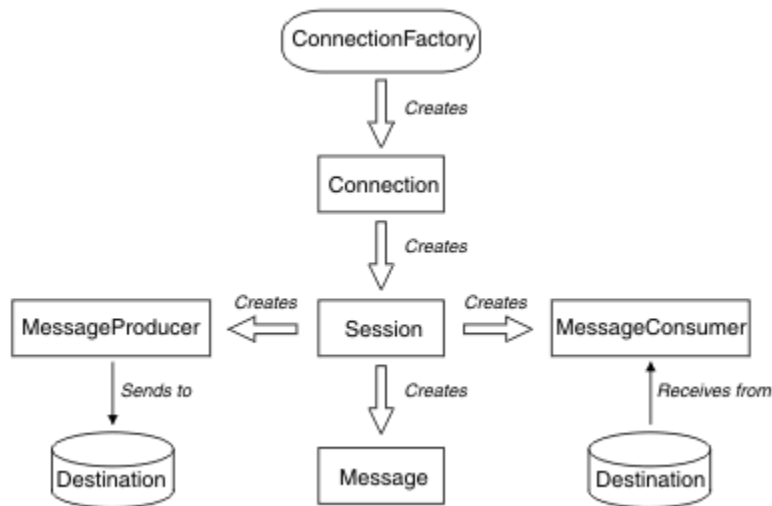 ConnectionFactory
Creates
Connection
Creates
Creates
Creates
MessageProducer
Session
MessageConsumer
Sends to
Creates
Receives from
Destination
Message
Destination